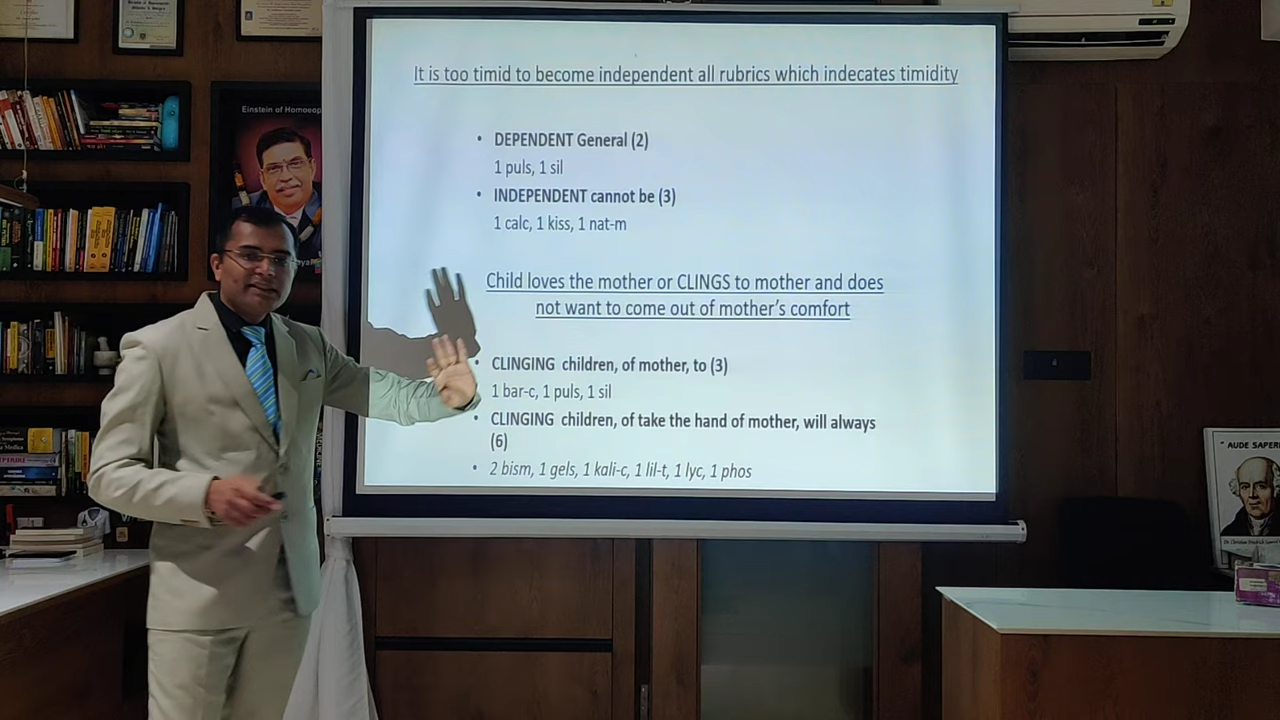 Einstein of Homoeop
It is too timid to become independent all rubrics which indecates timidity
• DEPENDENT General (2)
1 puls, 1 sil
• INDEPENDENT cannot be (3)
1 calc, 1 kiss, 1 nat-m
Child loves the mother or CLINGS to mother and does
not want to come out of mother's comfort
• CLINGING children, of mother, to (3)
1 bar-c, 1 puls, 1 sil
• CLINGING children, of take the hand of mother, will always
(6)
• 2 bism, 1 gels, 1 kali-c, 1 lil-t, 1 lyc, 1 phos
" AUDE SAPER